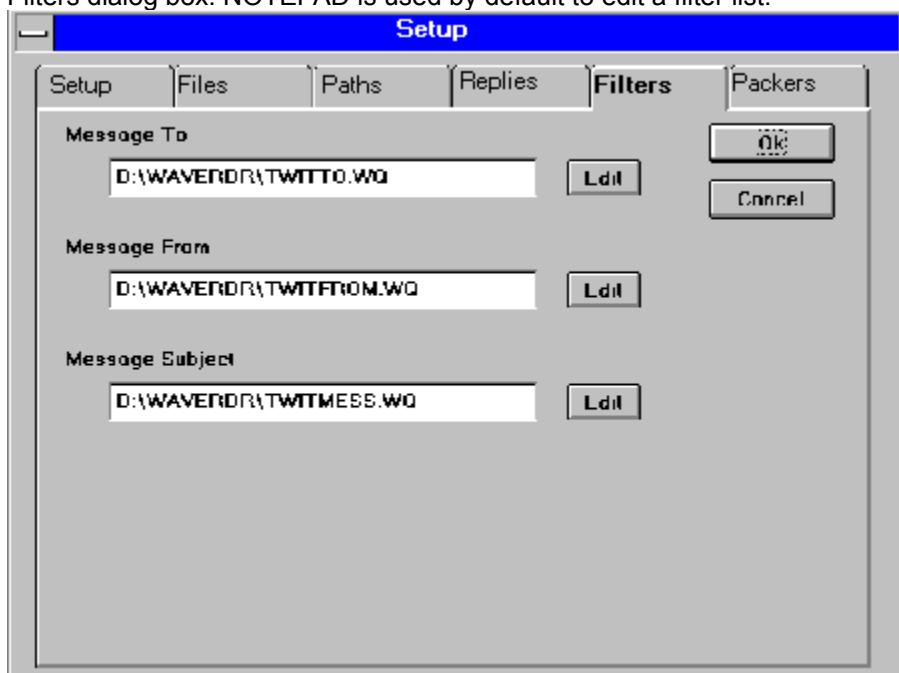 Filters dialog box. NOTEPAD is used by default to edit a filter list.
Setup
Setup Files Paths Replies Filters Packers
Message To
Ok
D:\WAVERDR\TWITTO.WQ Edit
Cancel
Message From
D:\WAVERDR\TWITFROM.WQ Edit
Message Subject
D:\WAVERDR\TWITMESS.WQ Edit